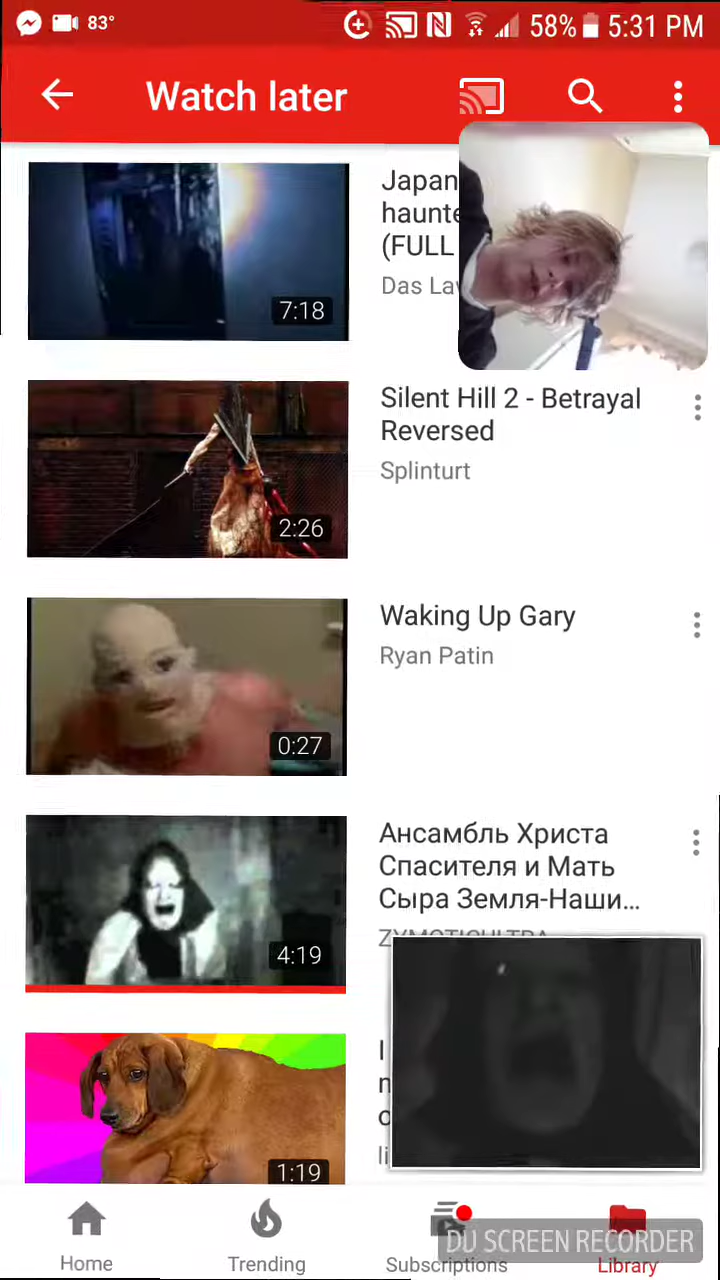 83°
58%
5:31 PM
Watch later
Japan
haunte
(FULL
Das La
7:18
Silent Hill 2 - Betrayal
Reversed
Splinturt
2:26
Waking Up Gary
Ryan Patin
0:27
Ансамбль Христа
Спасителя и Мать
Сыра Земля-Наши...
4:19
1:19
Home
Trending
Subscriptions
Library
DU SCREEN RECORDER